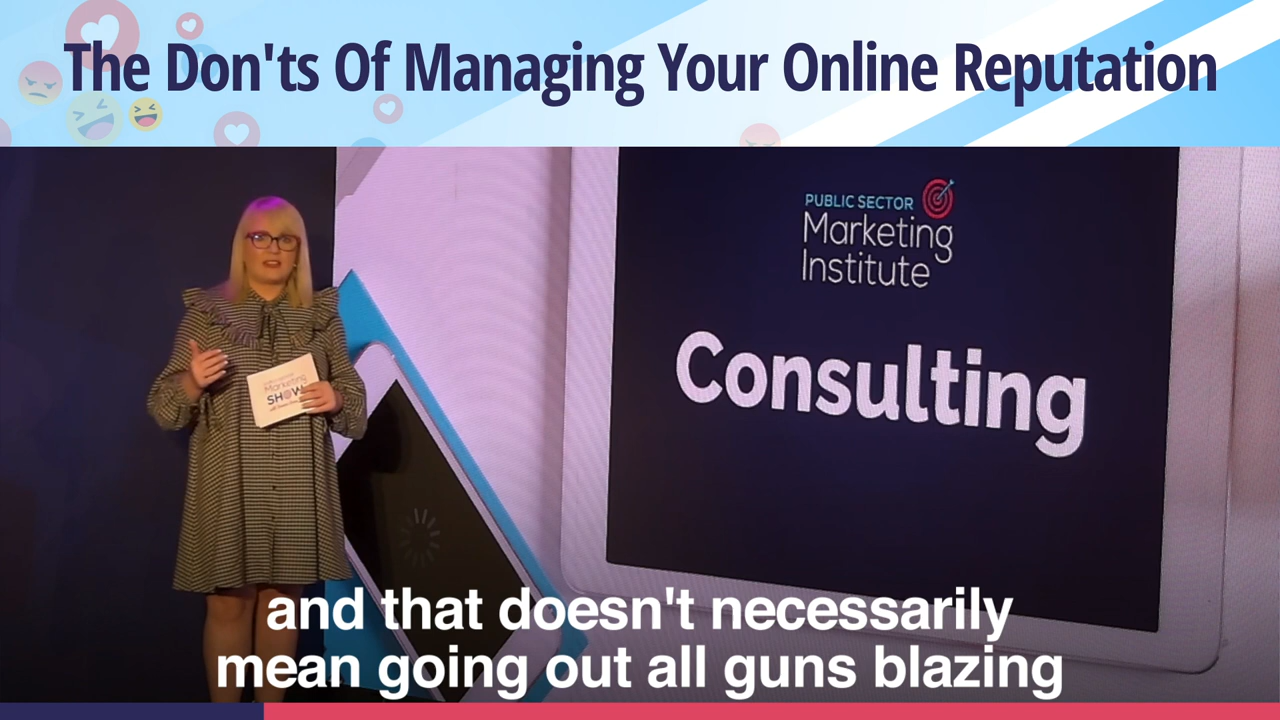 The Don'ts Of Managing Your Online Reputation
PUBLIC SECTOR
Marketing
Institute
Consulting
Marketing
SHOW
and that doesn't necessarily
mean going out all guns blazing